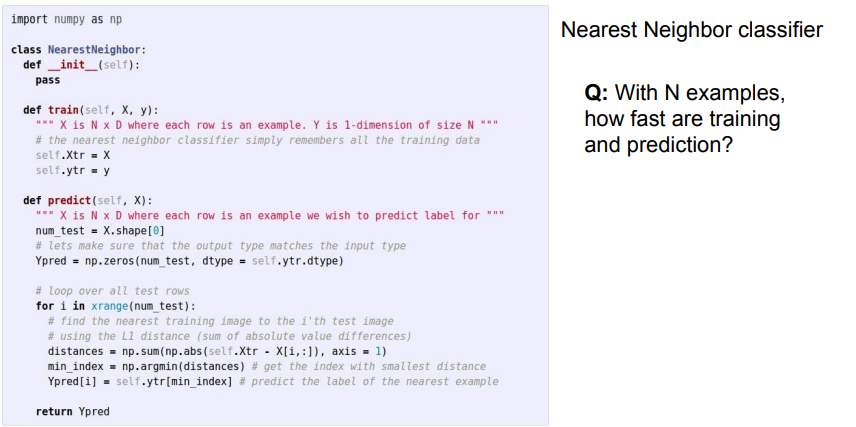 import numpy as np
class NearestNeighbor:
def __init__(self):
pass
def train(self, X, y):
""" X is N x D where each row is an example. Y is 1-dimension of size N """
# the nearest neighbor classifier simply remembers all the training data
self.Xtr = X
self.ytr = y
def predict(self, X):
""" X is N x D where each row is an example we wish to predict label for """
num_test = X.shape[0]
# lets make sure that the output type matches the input type
Ypred = np.zeros(num_test, dtype = self.ytr.dtype)
# loop over all test rows
for i in xrange(num_test):
# find the nearest training image to the i'th test image
# using the L1 distance (sum of absolute value differences)
distances = np.sum(np.abs(self.Xtr - X[i,:]), axis = 1)
min_index = np.argmin(distances) # get the index with smallest distance
Ypred[i] = self.ytr[min_index] # predict the label of the nearest example
return Ypred
Nearest Neighbor classifier
Q: With N examples,
how fast are training
and prediction?